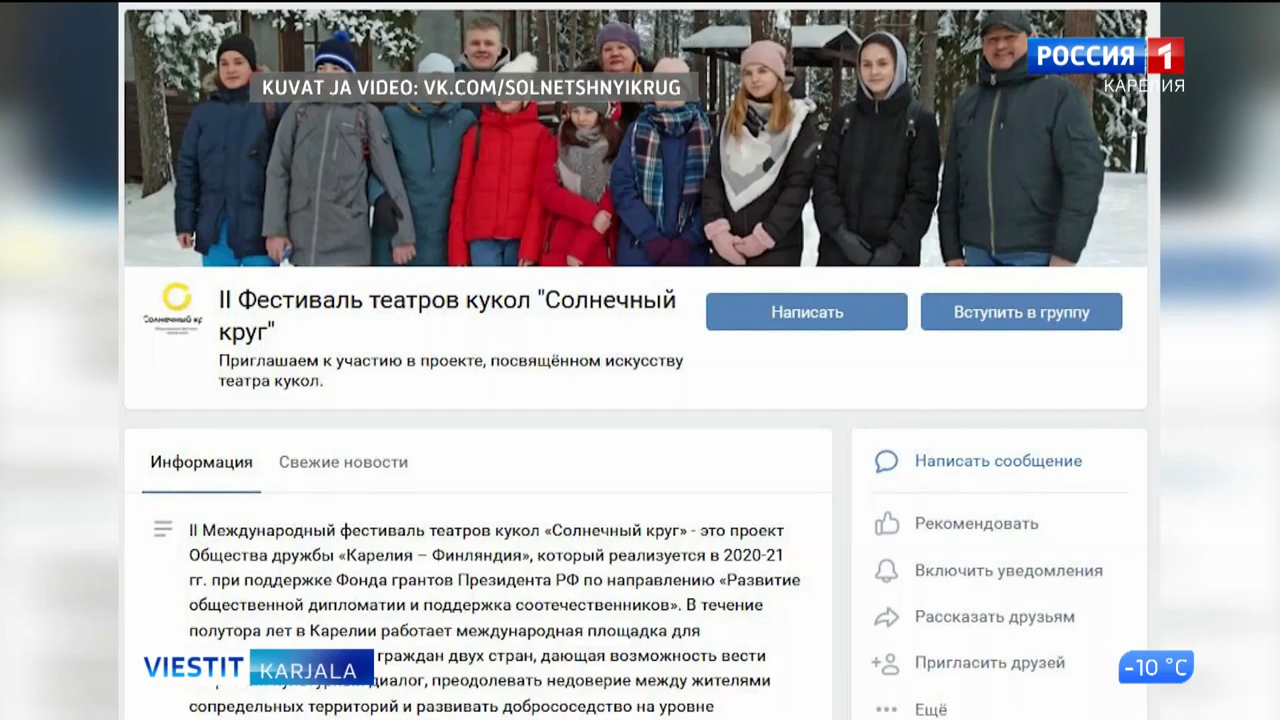 РОССИЯ 1
КАРЕЛИЯ
KUVAT JA VIDEO: VK.COM/SOLNETSHNYIKRUG
Солнечный кр
II Фестиваль театров кукол "Солнечный
круг"
Приглашаем к участию в проекте, посвящённом искусству
театра кукол.
Написать
Вступить в группу
Информация
Свежие новости
II Международный фестиваль театров кукол «Солнечный круг» - это проект
Общества дружбы «Карелия – Финляндия», который реализуется в 2020-21
гг. при поддержке Фонда грантов Президента РФ по направлению «Развитие
общественной дипломатии и поддержка соотечественников». В течение
полутора лет в Карелии работает международная площадка для
граждан двух стран, дающая возможность вести
диалог, преодолевать недоверие между жителями
сопредельных территорий и развивать добрососедство на уровне
Написать сообщение
Рекомендовать
Включить уведомления
Рассказать друзьям
Пригласить друзей
Ещё
VIESTIT KARJALA
-10 °C